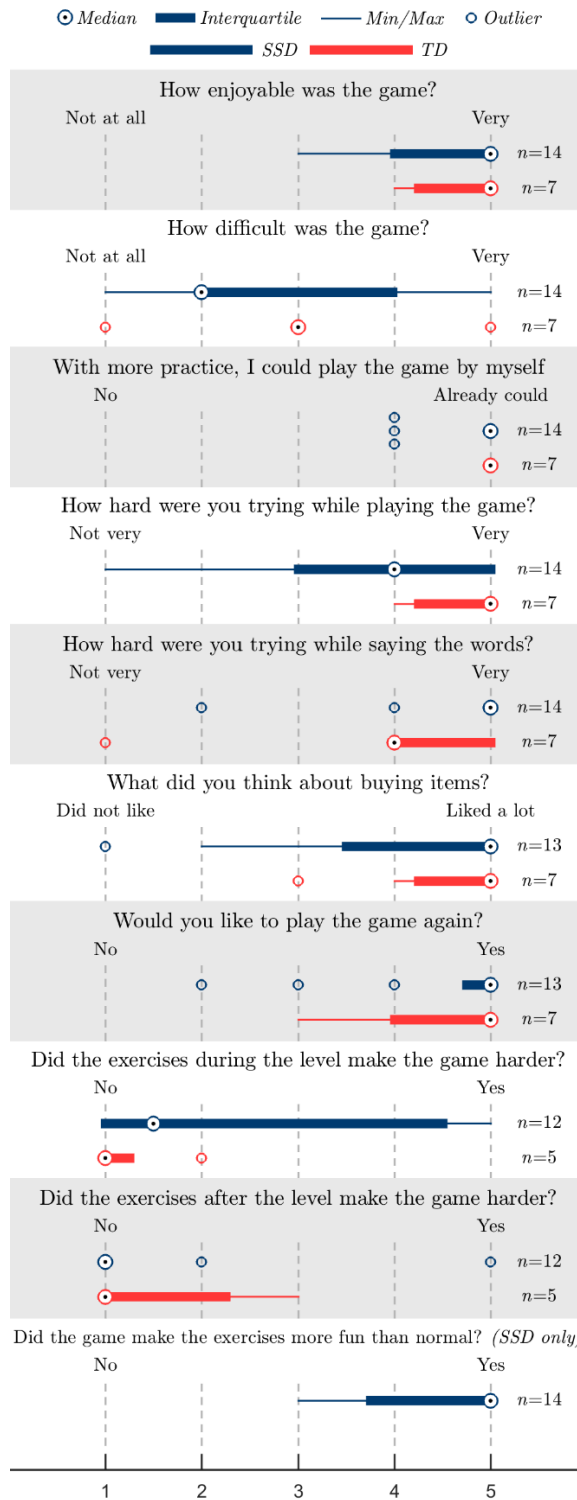 Median Interquartile Min/Max Outlier
SSD TD
How enjoyable was the game?
Not at all Very
n=14
n=7
How difficult was the game?
Not at all Very
n=14
n=7
With more practice, I could play the game by myself
No Already could
n=14
n=7
How hard were you trying while playing the game?
Not very Very
n=14
n=7
How hard were you trying while saying the words?
Not very Very
n=14
n=7
What did you think about buying items?
Did not like Liked a lot
n=13
n=7
Would you like to play the game again?
No Yes
n=13
n=7
Did the exercises during the level make the game harder?
No Yes
n=12
n=5
Did the exercises after the level make the game harder?
No Yes
n=12
n=5
Did the game make the exercises more fun than normal? (SSD only)
No Yes
n=14
1 2 3 4 5